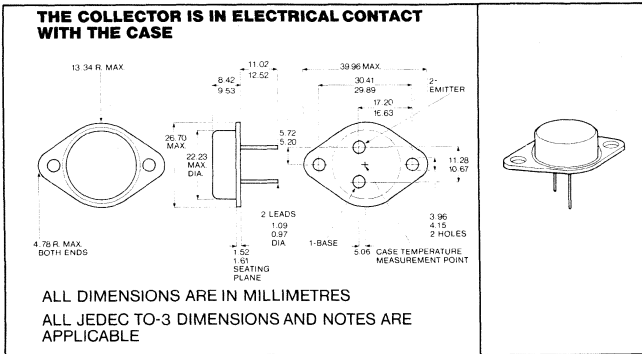 THE COLLECTOR IS IN ELECTRICAL CONTACT
WITH THE CASE
13.34 R. MAX.
8.42
9.53
11.02
12.52
39.96 MAX.
30.41
29.89
2-
EMITTER
17.20
16.63
26.70
MAX.
22.23
MAX.
DIA.
5.72
5.20
11.28
10.67
4.78 R. MAX.
BOTH ENDS
2 LEADS
1.09
0.97
DIA
1-BASE
3.96
4.15
2 HOLES
1.52
1.61
SEATING
PLANE
5.06
CASE TEMPERATURE
MEASUREMENT POINT
ALL DIMENSIONS ARE IN MILLIMETRES
ALL JEDEC TO-3 DIMENSIONS AND NOTES ARE
APPLICABLE